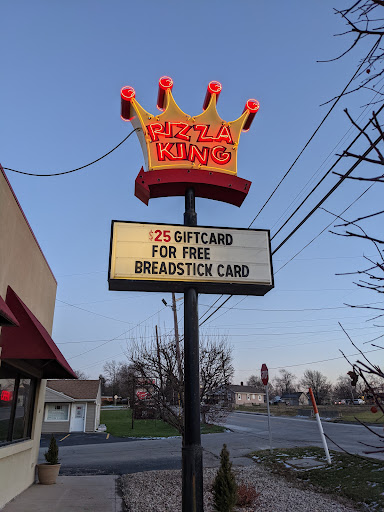 PIZZA
KING
$25 GIFTCARD
FOR FREE
BREADSTICK CARD